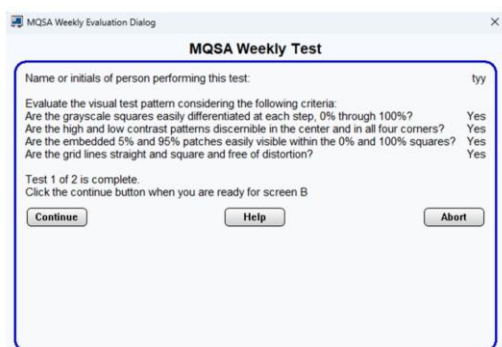 MQSA Weekly Evaluation Dialog
MQSA Weekly Test
Name or initials of person performing this test: tyy
Evaluate the visual test pattern considering the following criteria:
Are the grayscale squares easily differentiated at each step, 0% through 100%? Yes
Are the high and low contrast patterns discernible in the center and in all four corners? Yes
Are the embedded 5% and 95% patches easily visible within the 0% and 100% squares? Yes
Are the grid lines straight and square and free of distortion? Yes
Test 1 of 2 is complete.
Click the continue button when you are ready for screen B
Continue Help Abort